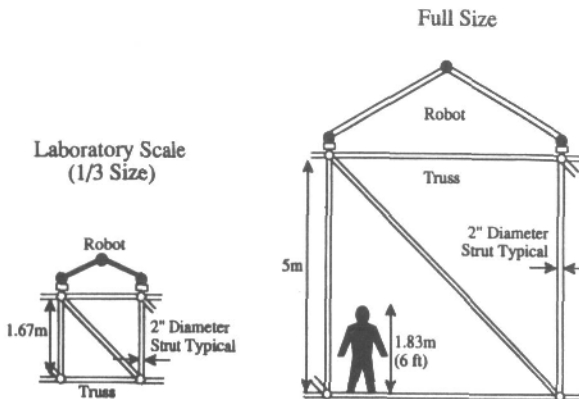 Full Size
Robot
Truss
2" Diameter
Strut Typical
5m
1.83m
(6 ft)
Laboratory Scale
(1/3 Size)
Robot
1.67m
2" Diameter
Strut Typical
Truss